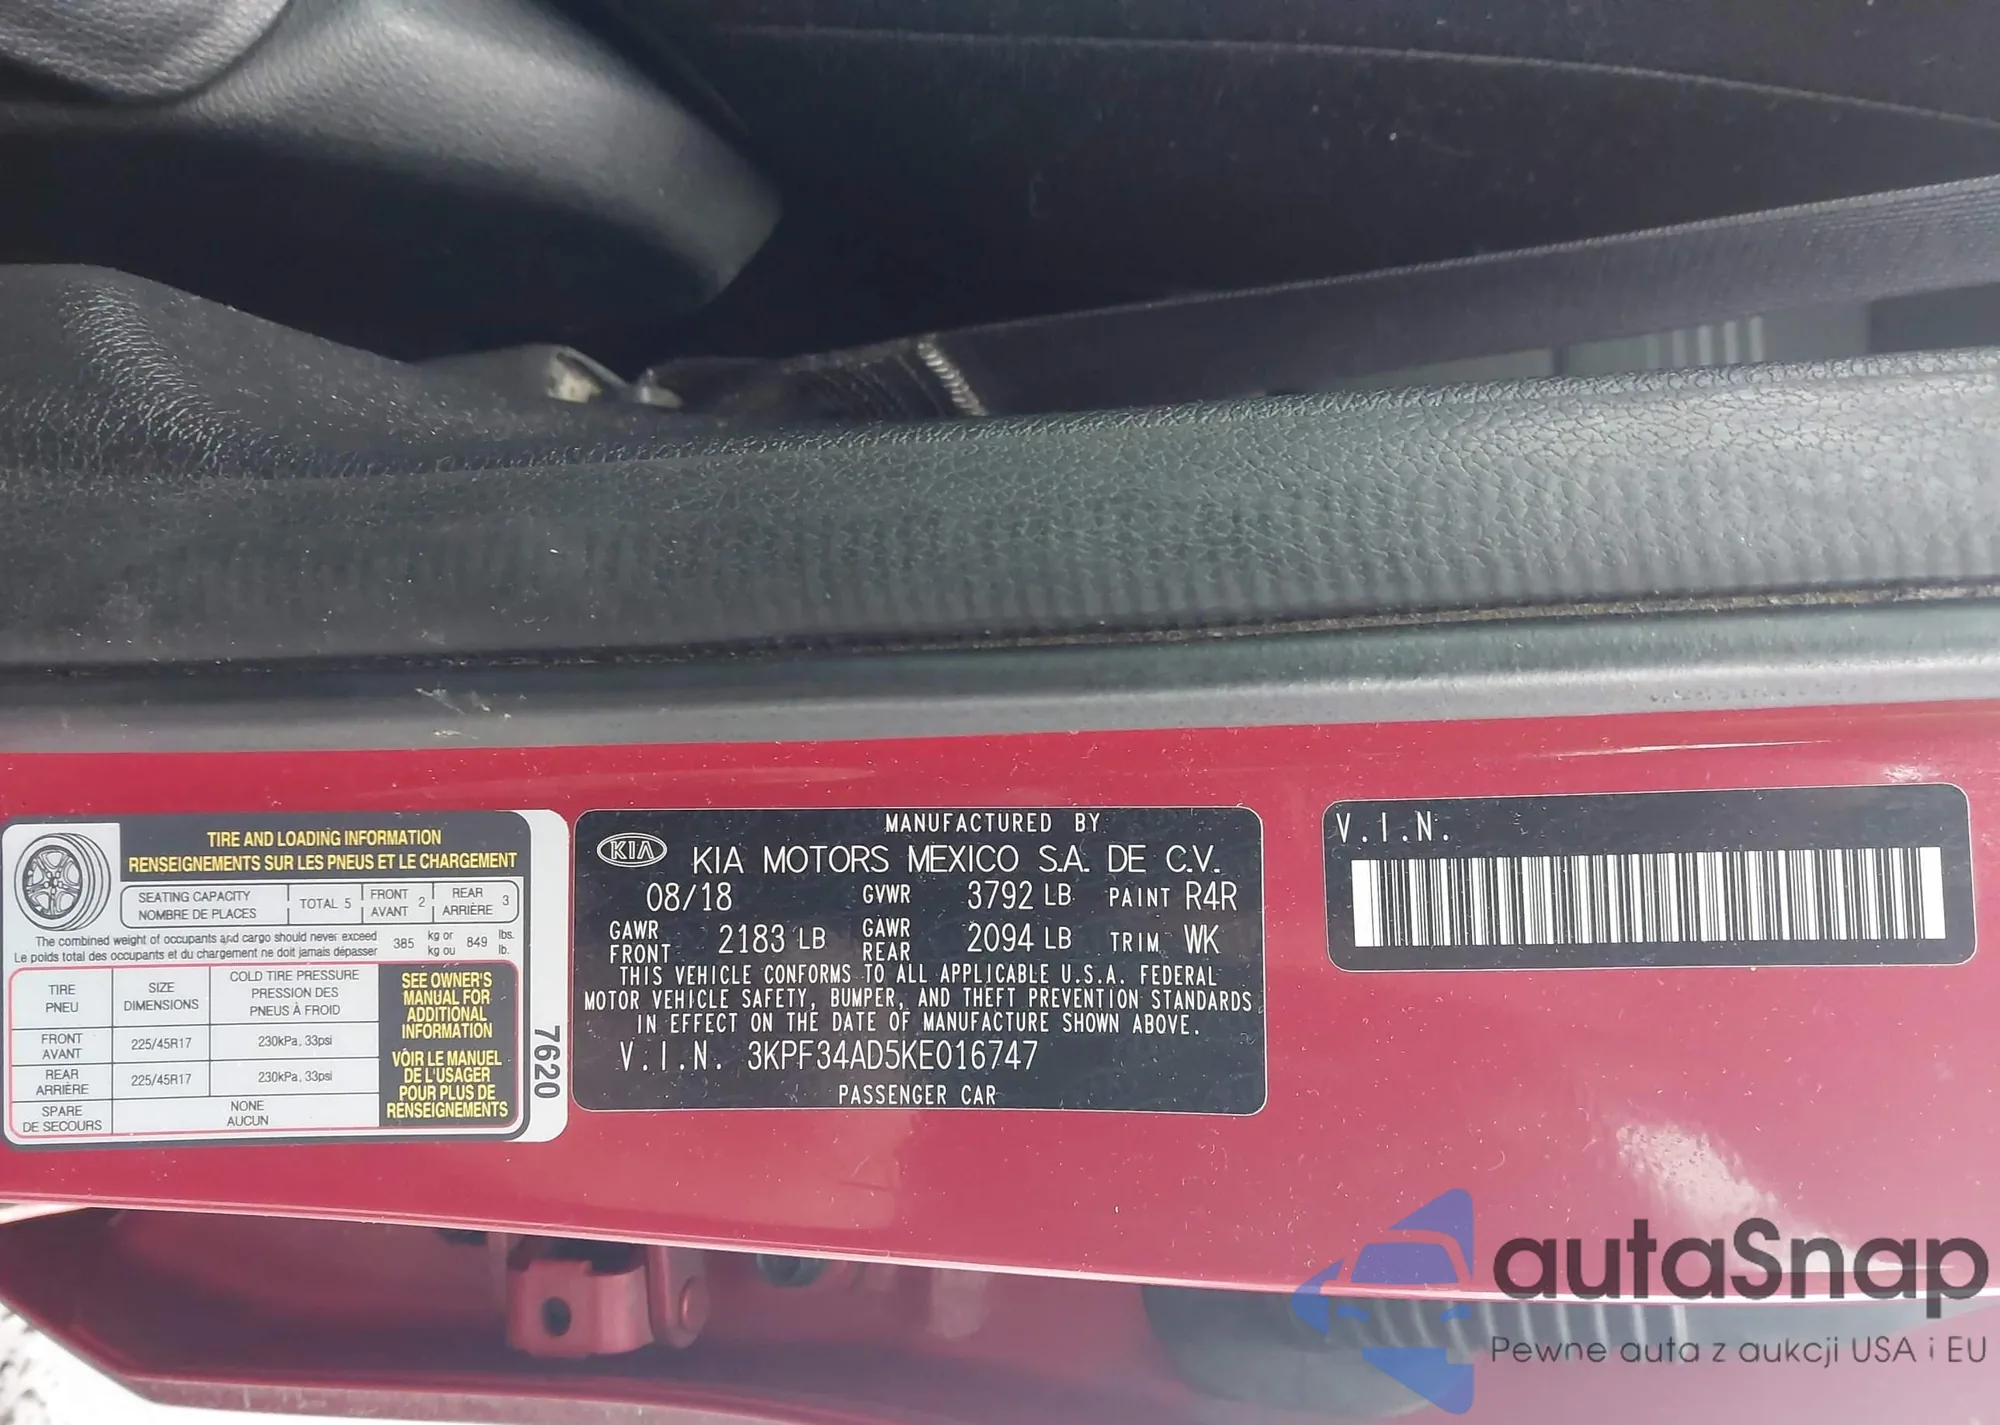 TIRE AND LOADING INFORMATION
RENSEIGNEMENTS SUR LES PNEUS ET LE CHARGEMENT
SEATING CAPACITY
NOMBRE DE PLACES
TOTAL 5
FRONT
AVANT 2
REAR
ARRIÈRE 3
The combined weight of occupants and cargo should never exceed 385 kg or 849 lbs.
Le poids total des occupants et du chargement ne doit jamais dépasser kg ou lb.
TIRE
PNEU
SIZE
DIMENSIONS
COLD TIRE PRESSURE
PRESSION DES
PNEUS À FROID
FRONT
AVANT
225/45R17
230kPa, 33psi
REAR
ARRIÈRE
225/45R17
230kPa, 33psi
SPARE
DE SECOURS
NONE
AUCUN
SEE OWNER'S
MANUAL FOR
ADDITIONAL
INFORMATION
VOIR LE MANUEL
DE L'USAGER
POUR PLUS DE
RENSEIGNEMENTS
7620
KIA
MANUFACTURED BY
KIA MOTORS MEXICO S.A. DE C.V.
08/18 GVWR 3792 LB PAINT R4R
GAWR FRONT 2183 LB GAWR REAR 2094 LB TRIM WK
THIS VEHICLE CONFORMS TO ALL APPLICABLE U.S.A. FEDERAL
MOTOR VEHICLE SAFETY, BUMPER, AND THEFT PREVENTION STANDARDS
IN EFFECT ON THE DATE OF MANUFACTURE SHOWN ABOVE.
V.I.N. 3KPF34AD5KE016747
PASSENGER CAR
V.I.N.
autaSnap
Pewne auta z aukcji USA i EU